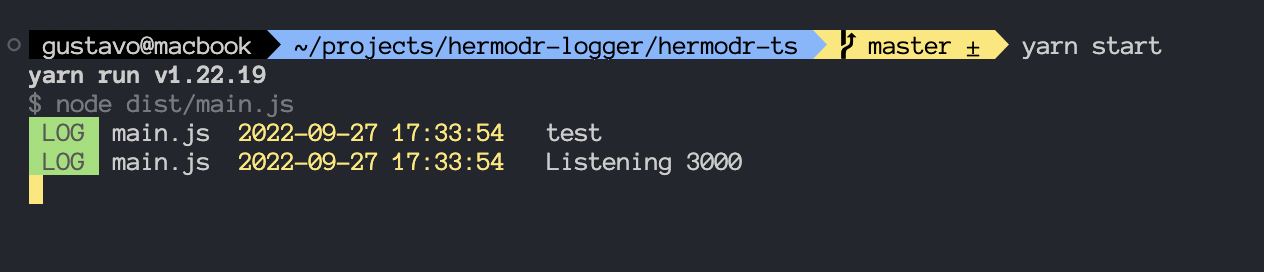 gustavo@macbook ~/projects/hermodr-logger/hermodr-ts master ± yarn start
yarn run v1.22.19
$ node dist/main.js
LOG main.js 2022-09-27 17:33:54 test
LOG main.js 2022-09-27 17:33:54 Listening 3000